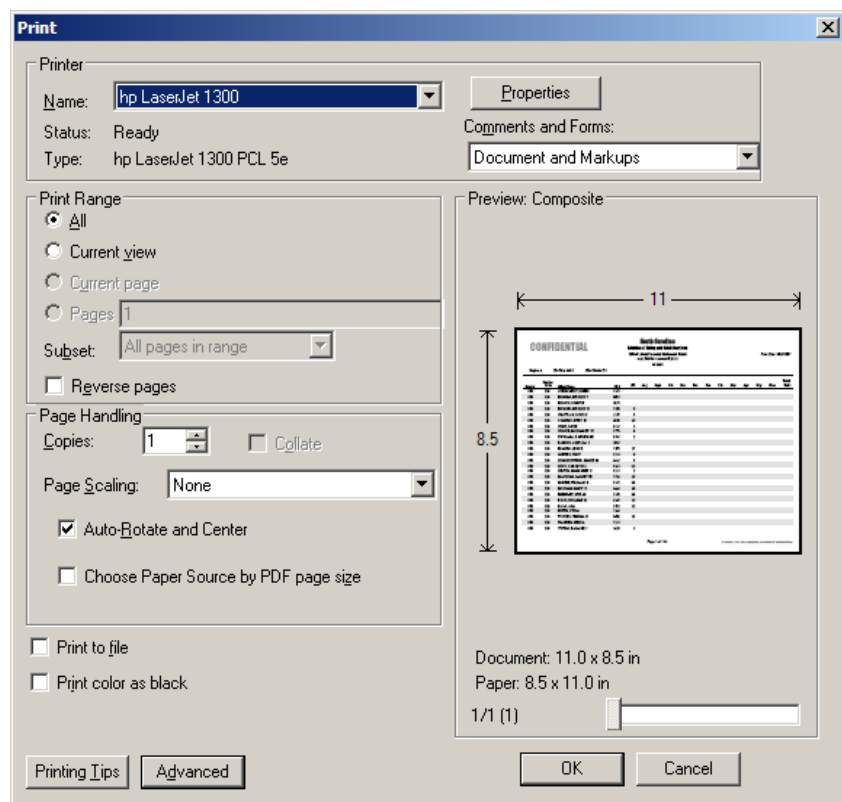 Print
Printer
Name: hp LaserJet 1300
Properties
Status: Ready
Comments and Forms:
Type: hp LaserJet 1300 PCL 5e
Document and Markups
Print Range
All
Current view
Current page
Pages 1
Subset: All pages in range
Reverse pages
Page Handling
Copies: 1
Collate
Page Scaling: None
Auto-Rotate and Center
Choose Paper Source by PDF page size
Print to file
Print color as black
Preview: Composite
11
8.5
CONFIDENTIAL
Document: 11.0 x 8.5 in
Paper: 8.5 x 11.0 in
1/1 (1)
Printing Tips
Advanced
OK
Cancel